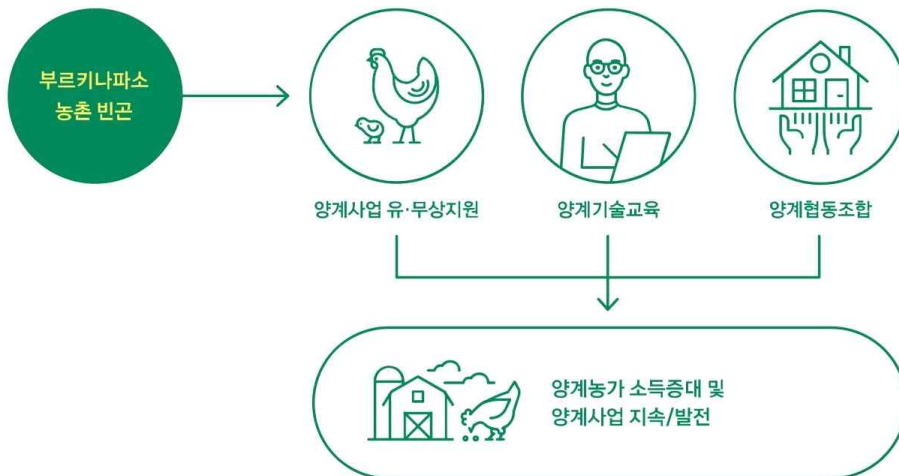 부르키나파소
농촌 빈곤
양계사업 유·무상지원
양계기술교육
양계협동조합
양계농가 소득증대 및
양계사업 지속/발전